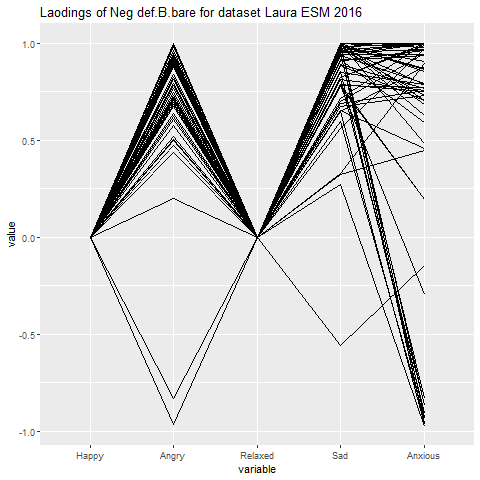 Laodings of Neg def.B.bare for dataset Laura ESM 2016
value
1.0
0.5
0.0
-0.5
-1.0
Happy Angry Relaxed Sad Anxious
variable